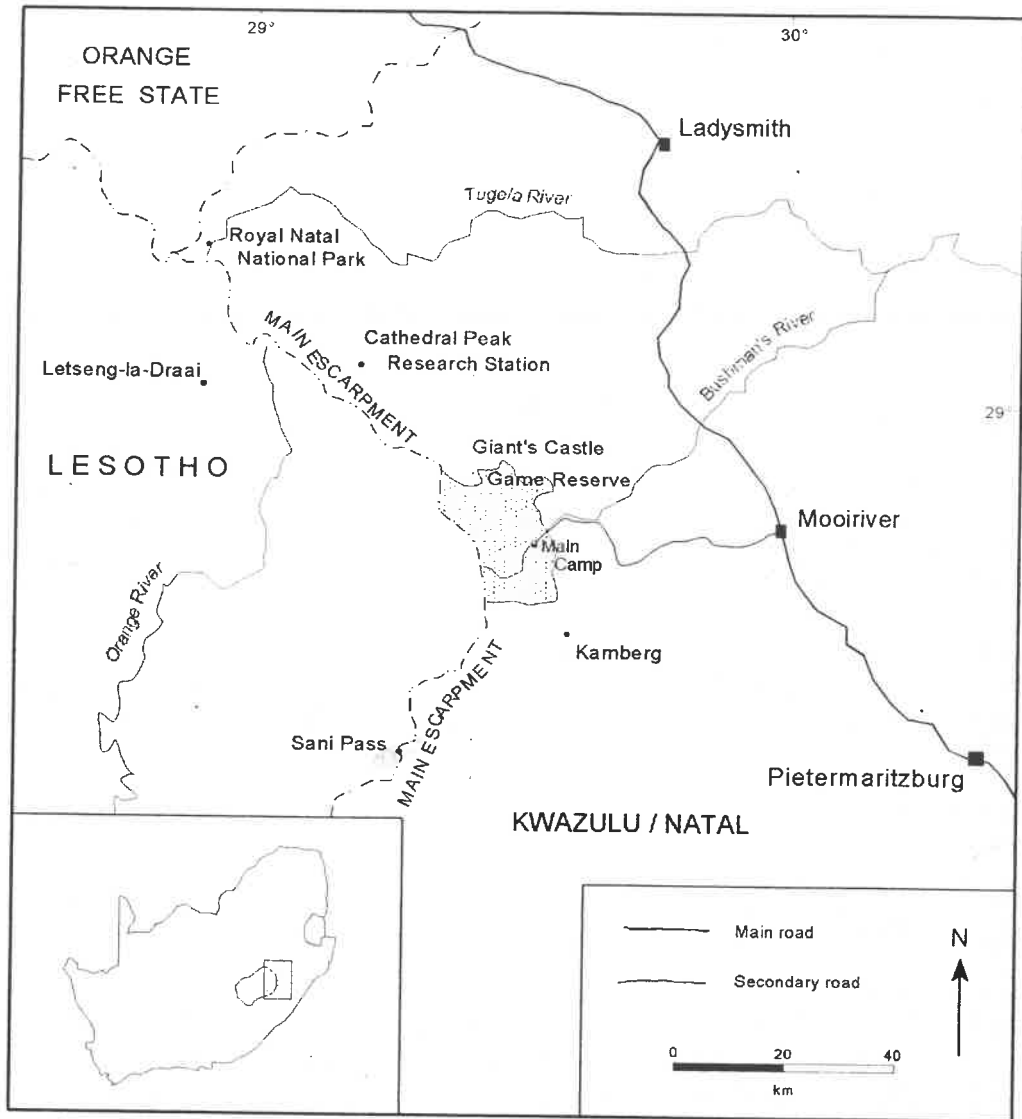 29°
30°
ORANGE
FREE STATE
Ladysmith
Tugela River
Royal Natal
National Park
MAIN ESCARPMENT
Cathedral Peak
Research Station
Letseng-la-Draai
Bushman's River
29°
LESOTHO
Giant's Castle
Game Reserve
Mooiriver
Main
Camp
Orange River
Kamberg
MAIN ESCARPMENT
Sani Pass
Pietermaritzburg
KWAZULU / NATAL
Main road
N
Secondary road
0 20 40
km